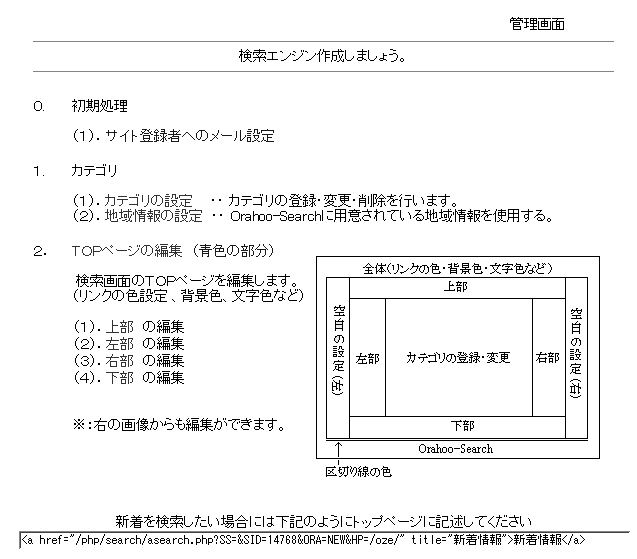 管理画面
検索エンジン作成しましょう。
０. 初期処理
（１）．サイト登録者へのメール設定
１. カテゴリ
（１）．カテゴリの設定 ・・ カテゴリの登録・変更・削除を行います。
（２）．地域情報の設定 ・・ Orahoo-Searchに用意されている地域情報を使用する。
２． TOPページの編集 （青色の部分）
検索画面のTOPページを編集します。
（リンクの色設定 、背景色、文字色など）
（１）．上部 の編集
（２）．左部 の編集
（３）．右部 の編集
（４）．下部 の編集
※：右の画像からも編集ができます。
全体（リンクの色・背景色・文字色など）
上部
空白の設定（左）
左部
カテゴリの登録・変更
右部
空白の設定（右）
下部
Orahoo-Search
区切り線の色
新着を検索したい場合には下記のようにトップページに記述してください
<a href="/php/search/asearch.php?SS=&SID=14768&ORA=NEW&HP=/oze/" title="新着情報">新着情報</a>